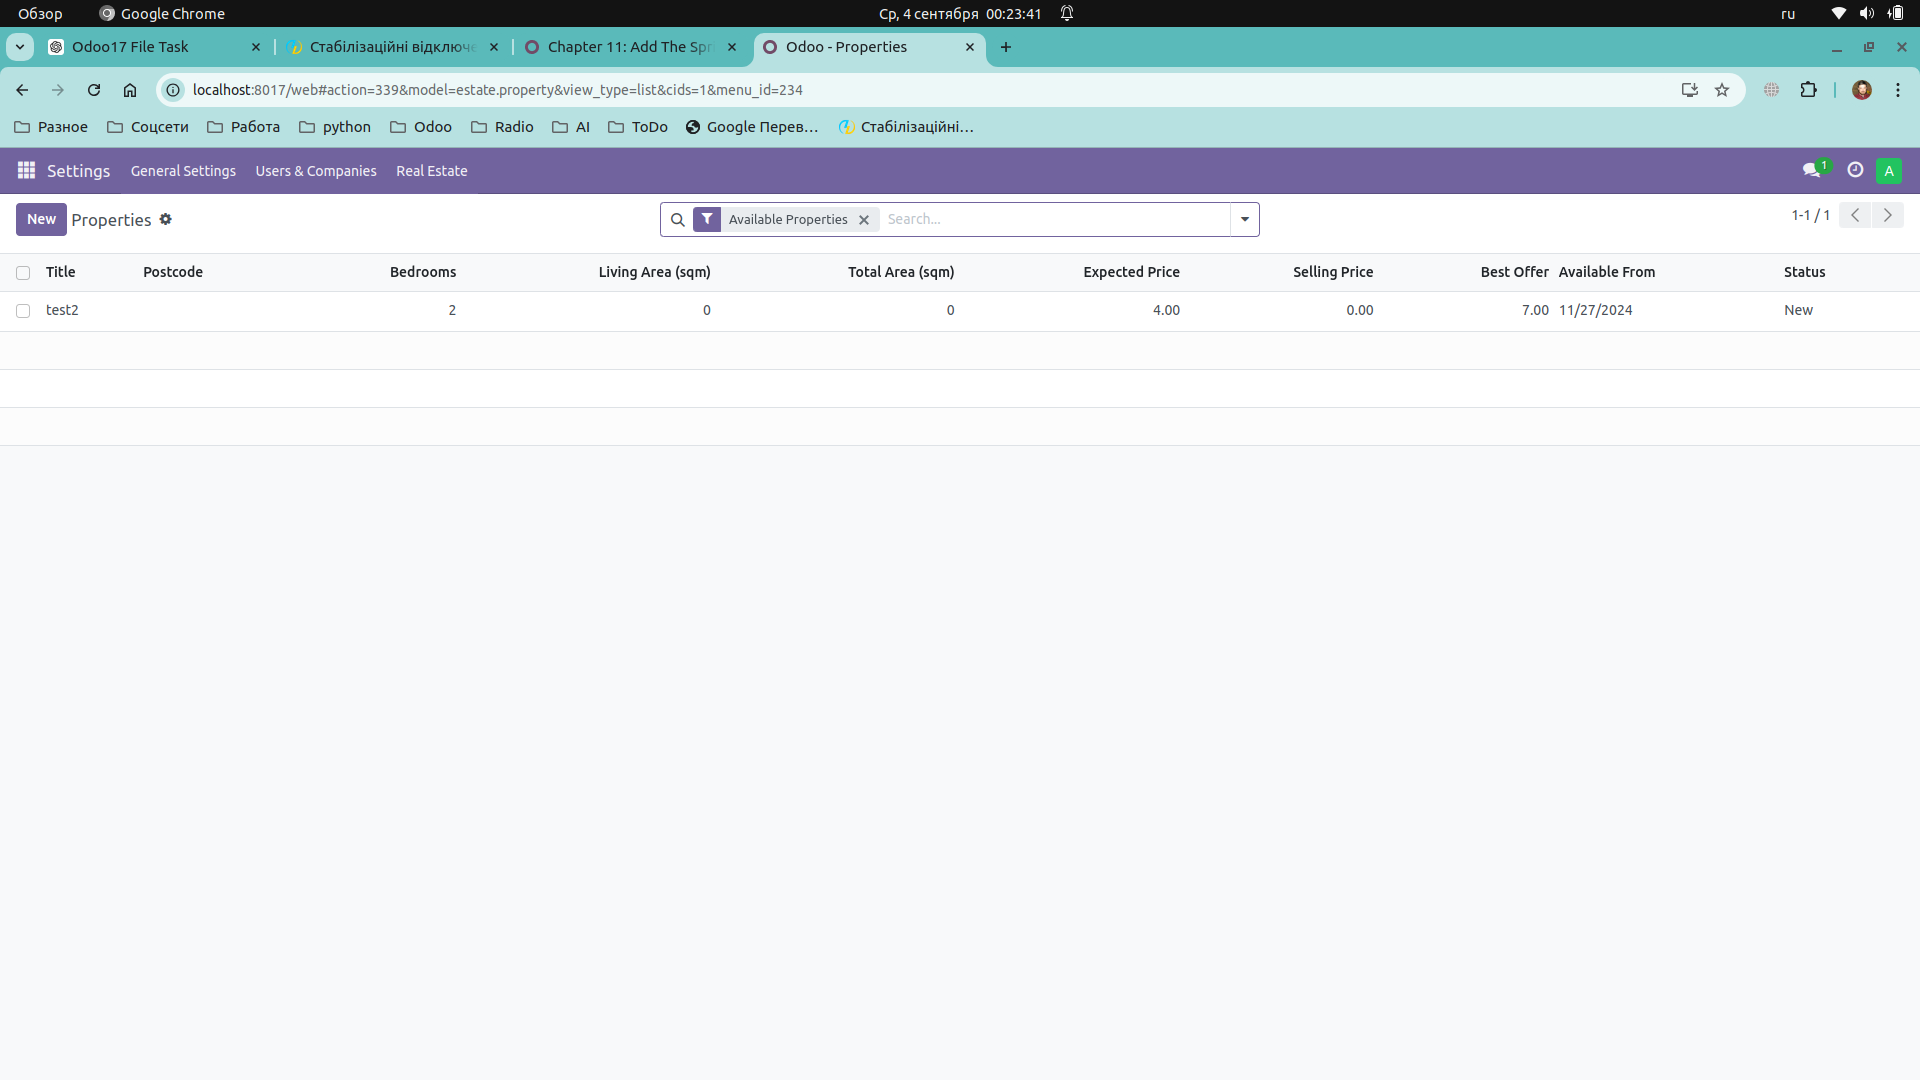 Обзор Google Chrome Ср, 4 сентября 00:23:41 ru
Odoo17 File Task Стабілізаційні відключе Chapter 11: Add The Spri Odoo - Properties
localhost:8017/web#action=339&model=estate.property&view_type=list&cids=1&menu_id=234
Разное Соцсети Работа python Odoo Radio AI ToDo Google Перев… Стабілізаційні…
Settings General Settings Users & Companies Real Estate 1 A
New Properties Available Properties Search... 1-1 / 1
Title Postcode Bedrooms Living Area (sqm) Total Area (sqm) Expected Price Selling Price Best Offer Available From Status
test2 2 0 0 4.00 0.00 7.00 11/27/2024 New